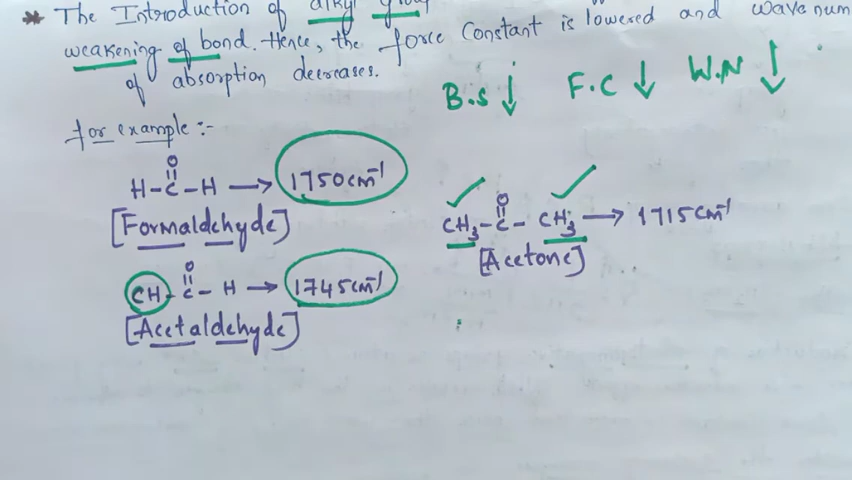 * The Introduction of alkyl group
weakening of bond. Hence, the force Constant is lowered and wave num
of absorption decreases.
B.S ↓ F.C ↓ W.N ↓
for example :-
O
H-C-H → 1750cm⁻¹
[Formaldehyde]
O
CH₃-C-CH₃ → 1715cm⁻¹
[Acetone]
O
CH-C-H → 1745cm⁻¹
[Acetaldehyde]